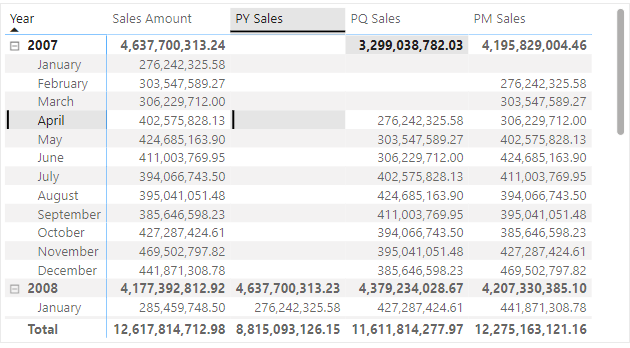 Year Sales Amount PY Sales PQ Sales PM Sales
2007 4,637,700,313.24 3,299,038,782.03 4,195,829,004.46
January 276,242,325.58
February 303,547,589.27 276,242,325.58
March 306,229,712.00 303,547,589.27
April 402,575,828.13 276,242,325.58 306,229,712.00
May 424,685,163.90 303,547,589.27 402,575,828.13
June 411,003,769.95 306,229,712.00 424,685,163.90
July 394,066,743.50 402,575,828.13 411,003,769.95
August 395,041,051.48 424,685,163.90 394,066,743.50
September 385,646,598.23 411,003,769.95 395,041,051.48
October 427,287,424.61 394,066,743.50 385,646,598.23
November 469,502,797.82 395,041,051.48 427,287,424.61
December 441,871,308.78 385,646,598.23 469,502,797.82
2008 4,177,392,812.92 4,637,700,313.23 4,379,234,028.67 4,207,330,385.10
January 285,459,748.50 276,242,325.58 427,287,424.61 441,871,308.78
Total 12,617,814,712.98 8,815,093,126.15 11,611,814,277.97 12,275,163,121.16